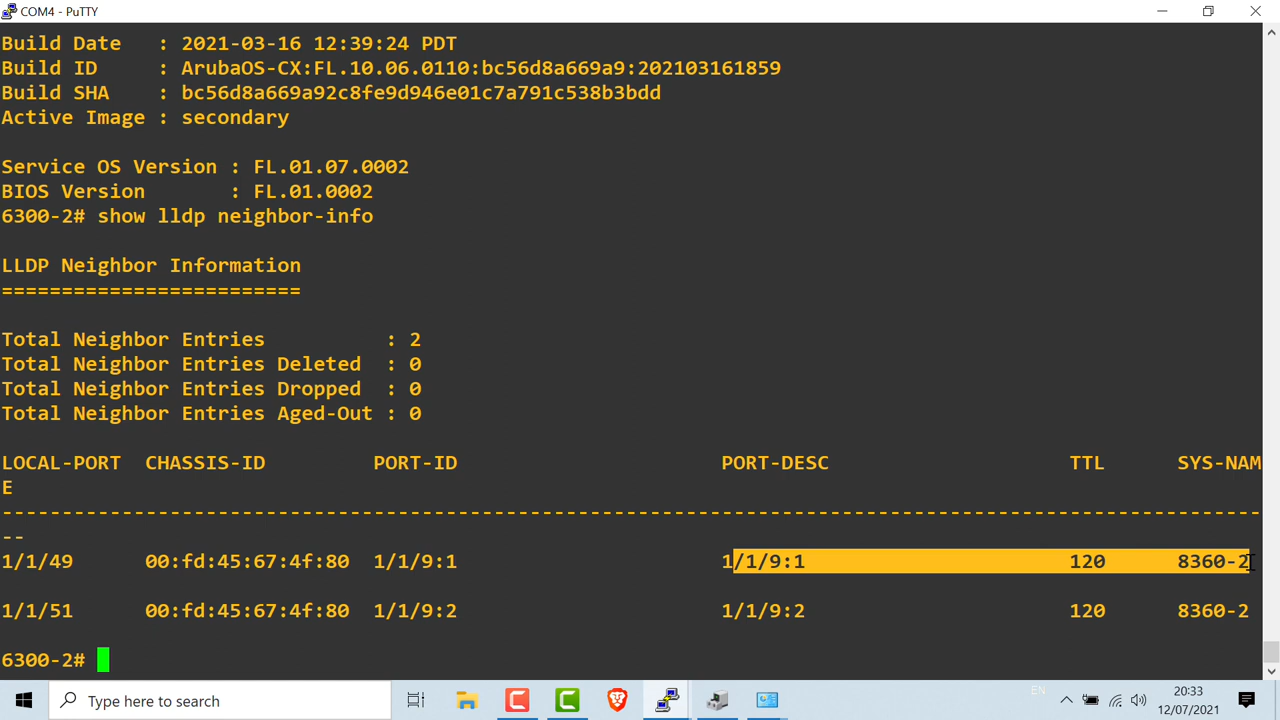 COM4 - PuTTY
Build Date   : 2021-03-16 12:39:24 PDT
Build ID     : ArubaOS-CX:FL.10.06.0110:bc56d8a669a9:202103161859
Build SHA    : bc56d8a669a92c8fe9d946e01c7a791c538b3bdd
Active Image : secondary
Service OS Version : FL.01.07.0002
BIOS Version       : FL.01.0002
6300-2# show lldp neighbor-info
LLDP Neighbor Information
=========================
Total Neighbor Entries          : 2
Total Neighbor Entries Deleted  : 0
Total Neighbor Entries Dropped  : 0
Total Neighbor Entries Aged-Out : 0
LOCAL-PORT  CHASSIS-ID         PORT-ID                      PORT-DESC                    TTL      SYS-NAM
E
---------------------------------------------------------------------------------------------------------
--
1/1/49      00:fd:45:67:4f:80  1/1/9:1                      1/1/9:1                      120      8360-2
1/1/51      00:fd:45:67:4f:80  1/1/9:2                      1/1/9:2                      120      8360-2
6300-2#
Type here to search
EN
20:33
12/07/2021